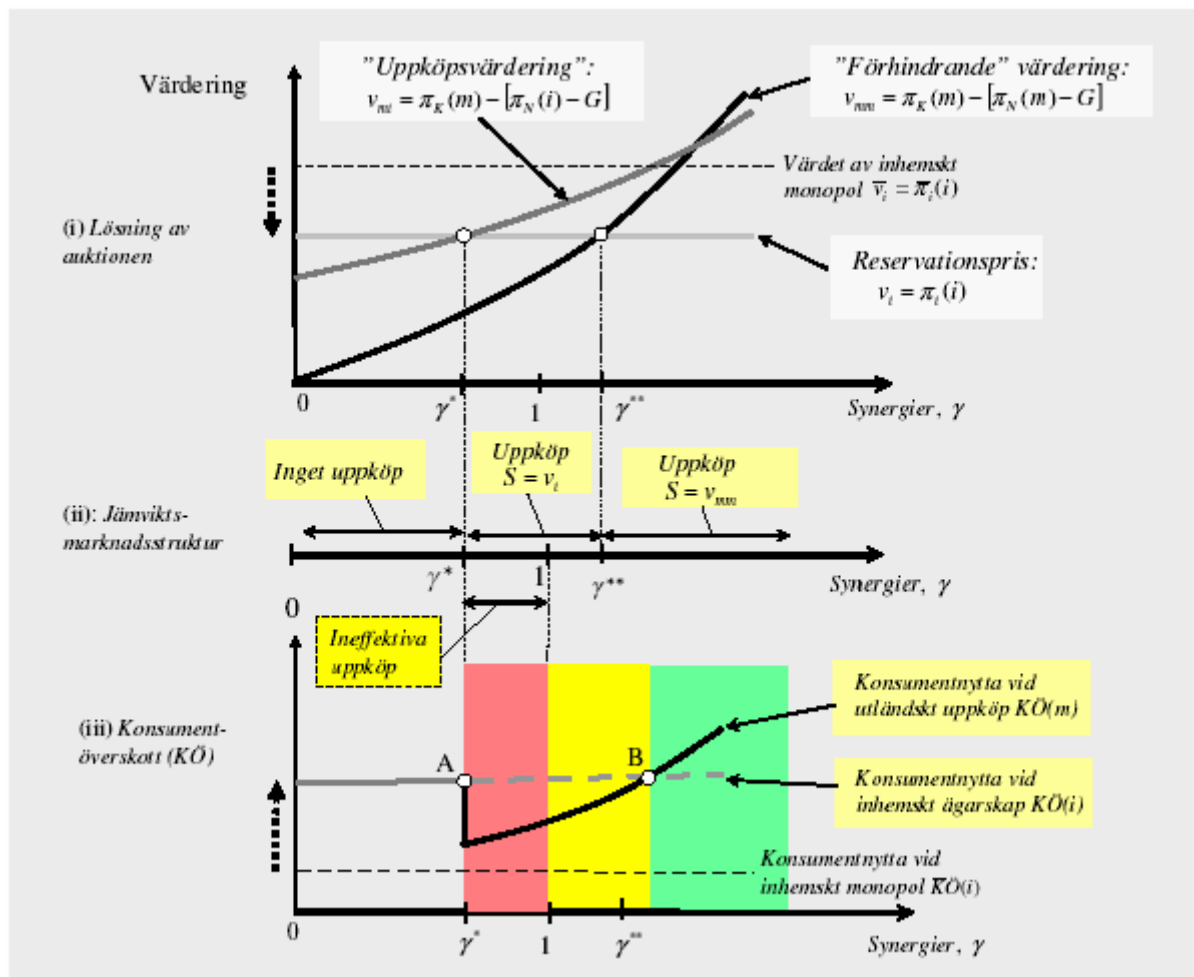 "Uppköpsvärdering":
v_mi = π_K(m) – [π_N(i) – G]
"Förhindrande" värdering:
v_mm = π_K(m) – [π_N(m) – G]
Värdering
Värdet av inhemskt
monopol v̅_i = π̅_i(i)
(i) Lösning av
auktionen
Reservationspris:
v_i = π_i(i)
0
γ*
1
γ**
Synergier, γ
Inget uppköp
Uppköp
S = v_i
Uppköp
S = v_mm
(ii): Jämvikts-
marknadsstruktur
γ*
1
γ**
Synergier, γ
0
Ineffektiva
uppköp
(iii) Konsument-
överskott (KÖ)
A
B
Konsumentnytta vid
utländskt uppköp KÖ(m)
Konsumentnytta vid
inhemskt ägarskap KÖ(i)
Konsumentnytta vid
inhemskt monopol K̅Ö(i)
0
γ*
1
γ**
Synergier, γ